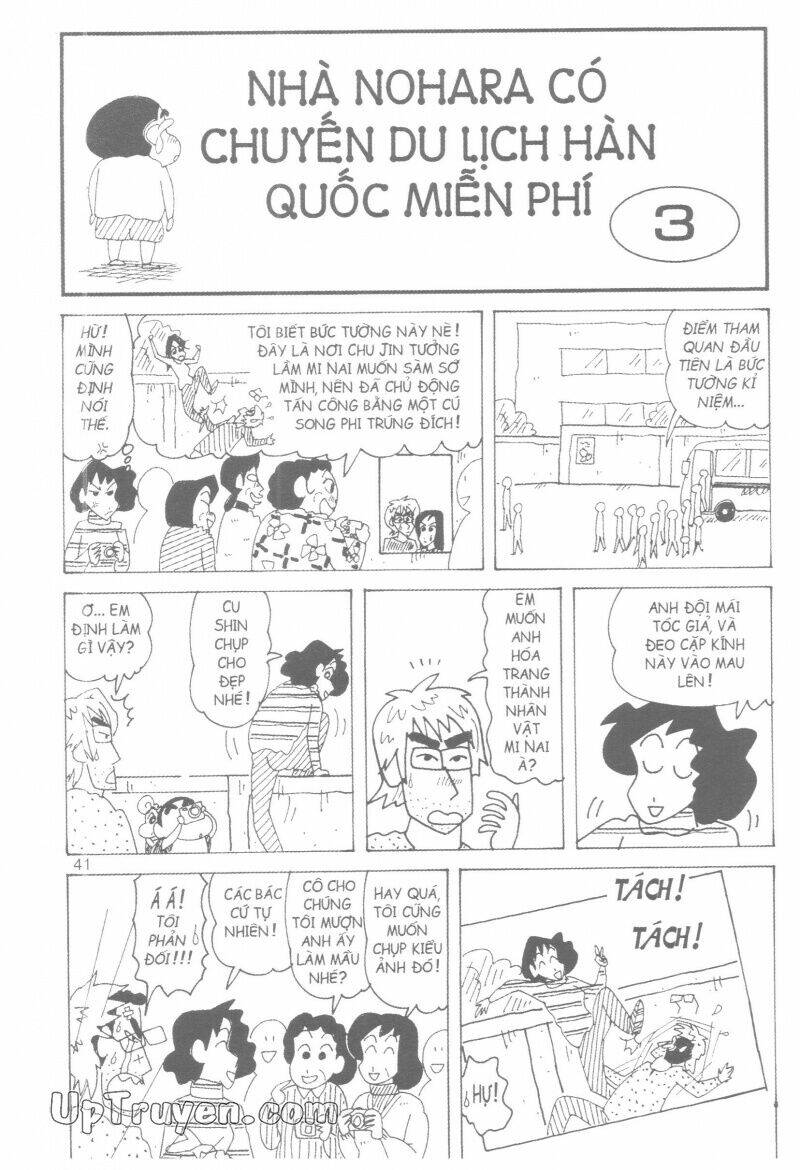 NHÀ NOHARA CÓ
CHUYẾN DU LỊCH HÀN
QUỐC MIỄN PHÍ
3
ĐIỂM THAM
QUAN ĐẦU
TIÊN LÀ BỨC
TƯỜNG KỈ
NIỆM...
TÔI BIẾT BỨC TƯỜNG NÀY NÈ!
ĐÂY LÀ NƠI CHU JIN TƯỞNG
LẦM MI NAI MUỐN SÀM SỠ
MÌNH, NÊN ĐÃ CHỦ ĐỘNG
TẤN CÔNG BẰNG MỘT CÚ
SONG PHI TRÚNG ĐÍCH!
HỪ!
MÌNH
CŨNG
ĐỊNH
NÓI
THẾ.
ANH ĐỘI MÁI
TÓC GIẢ, VÀ
ĐEO CẶP KÍNH
NÀY VÀO MAU
LÊN!
EM
MUỐN
ANH
HÓA
TRANG
THÀNH
NHÂN
VẬT
MI NAI
À?
CU
SHIN
CHỤP
CHO
ĐẸP
NHÉ!
Ơ... EM
ĐỊNH LÀM
GÌ VẬY?
41
TÁCH!
TÁCH!
HỰ!
HAY QUÁ,
TÔI CŨNG
MUỐN
CHỤP KIỂU
ẢNH ĐÓ!
CÔ CHO
CHÚNG
TÔI MƯỢN
ANH ẤY
LÀM MẪU
NHÉ?
CÁC BÁC
CỨ TỰ
NHIÊN!
Á Á!
TÔI
PHẢN
ĐỐI!!!
UpTruyen.com